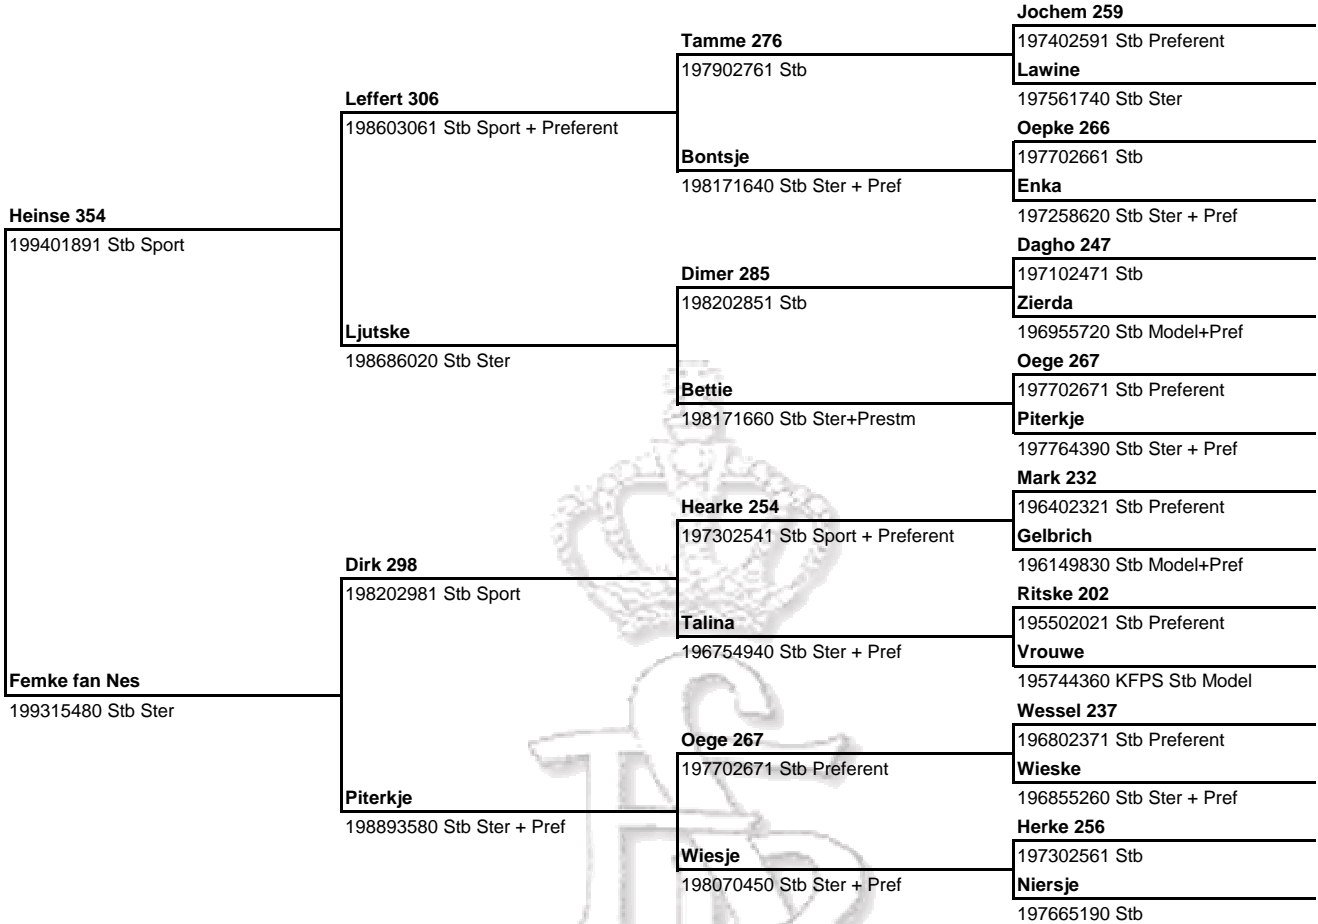 Jochem 259
Tamme 276
197402591 Stb Preferent
197902761 Stb
Lawine
Leffert 306
197561740 Stb Ster
198603061 Stb Sport + Preferent
Oepke 266
Bontsje
197702661 Stb
198171640 Stb Ster + Pref
Enka
Heinse 354
197258620 Stb Ster + Pref
199401891 Stb Sport
Dagho 247
Dimer 285
197102471 Stb
198202851 Stb
Zierda
Ljutske
196955720 Stb Model+Pref
198686020 Stb Ster
Oege 267
Bettie
197702671 Stb Preferent
198171660 Stb Ster+Prestm
Piterkje
197764390 Stb Ster + Pref
Mark 232
Hearke 254
196402321 Stb Preferent
197302541 Stb Sport + Preferent
Gelbrich
Dirk 298
196149830 Stb Model+Pref
198202981 Stb Sport
Ritske 202
Talina
195502021 Stb Preferent
196754940 Stb Ster + Pref
Vrouwe
Femke fan Nes
195744360 KFPS Stb Model
199315480 Stb Ster
Wessel 237
Oege 267
196802371 Stb Preferent
197702671 Stb Preferent
Wieske
Piterkje
196855260 Stb Ster + Pref
198893580 Stb Ster + Pref
Herke 256
Wiesje
197302561 Stb
198070450 Stb Ster + Pref
Niersje
197665190 Stb